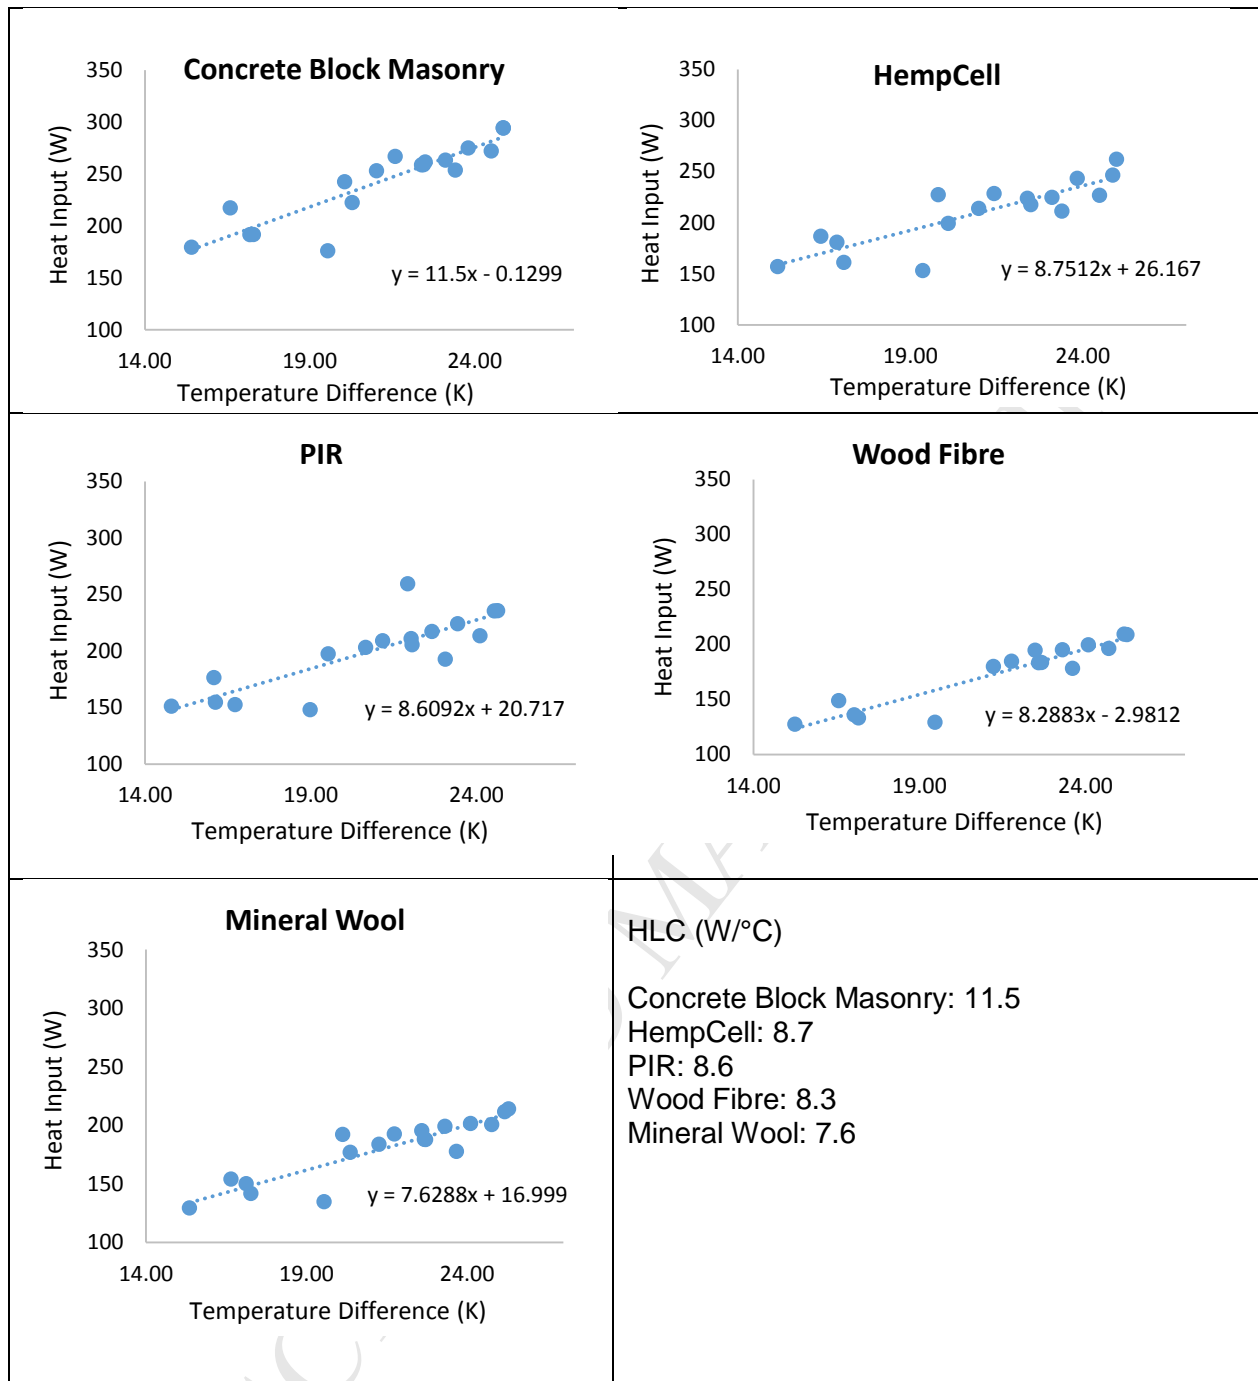 Concrete Block Masonry
350
300
250
200
150
100
Heat Input (W)
y = 11.5x - 0.1299
14.00 19.00 24.00
Temperature Difference (K)
HempCell
350
300
250
200
150
100
Heat Input (W)
y = 8.7512x + 26.167
14.00 19.00 24.00
Temperature Difference (K)
PIR
350
300
250
200
150
100
Heat Input (W)
y = 8.6092x + 20.717
14.00 19.00 24.00
Temperature Difference (K)
Wood Fibre
350
300
250
200
150
100
Heat Input (W)
y = 8.2883x - 2.9812
14.00 19.00 24.00
Temperature Difference (K)
Mineral Wool
350
300
250
200
150
100
Heat Input (W)
y = 7.6288x + 16.999
14.00 19.00 24.00
Temperature Difference (K)
HLC (W/°C)
Concrete Block Masonry: 11.5
HempCell: 8.7
PIR: 8.6
Wood Fibre: 8.3
Mineral Wool: 7.6